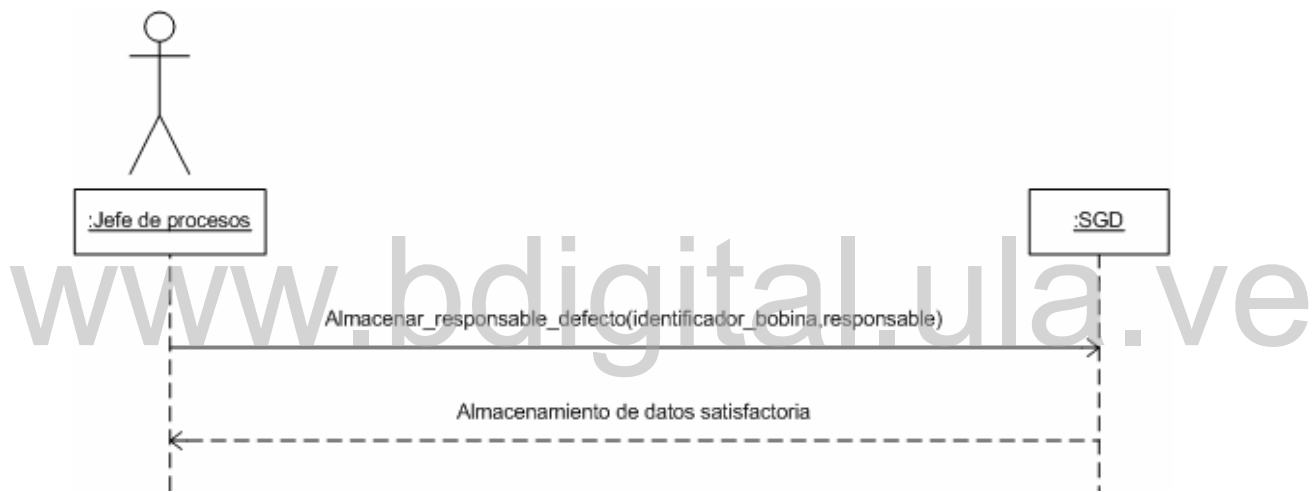 :Jefe de procesos
:SGD
www.bdigital.ula.ve
Almacenar_responsable_defecto(identificador_bobina,responsable)
Almacenamiento de datos satisfactoria